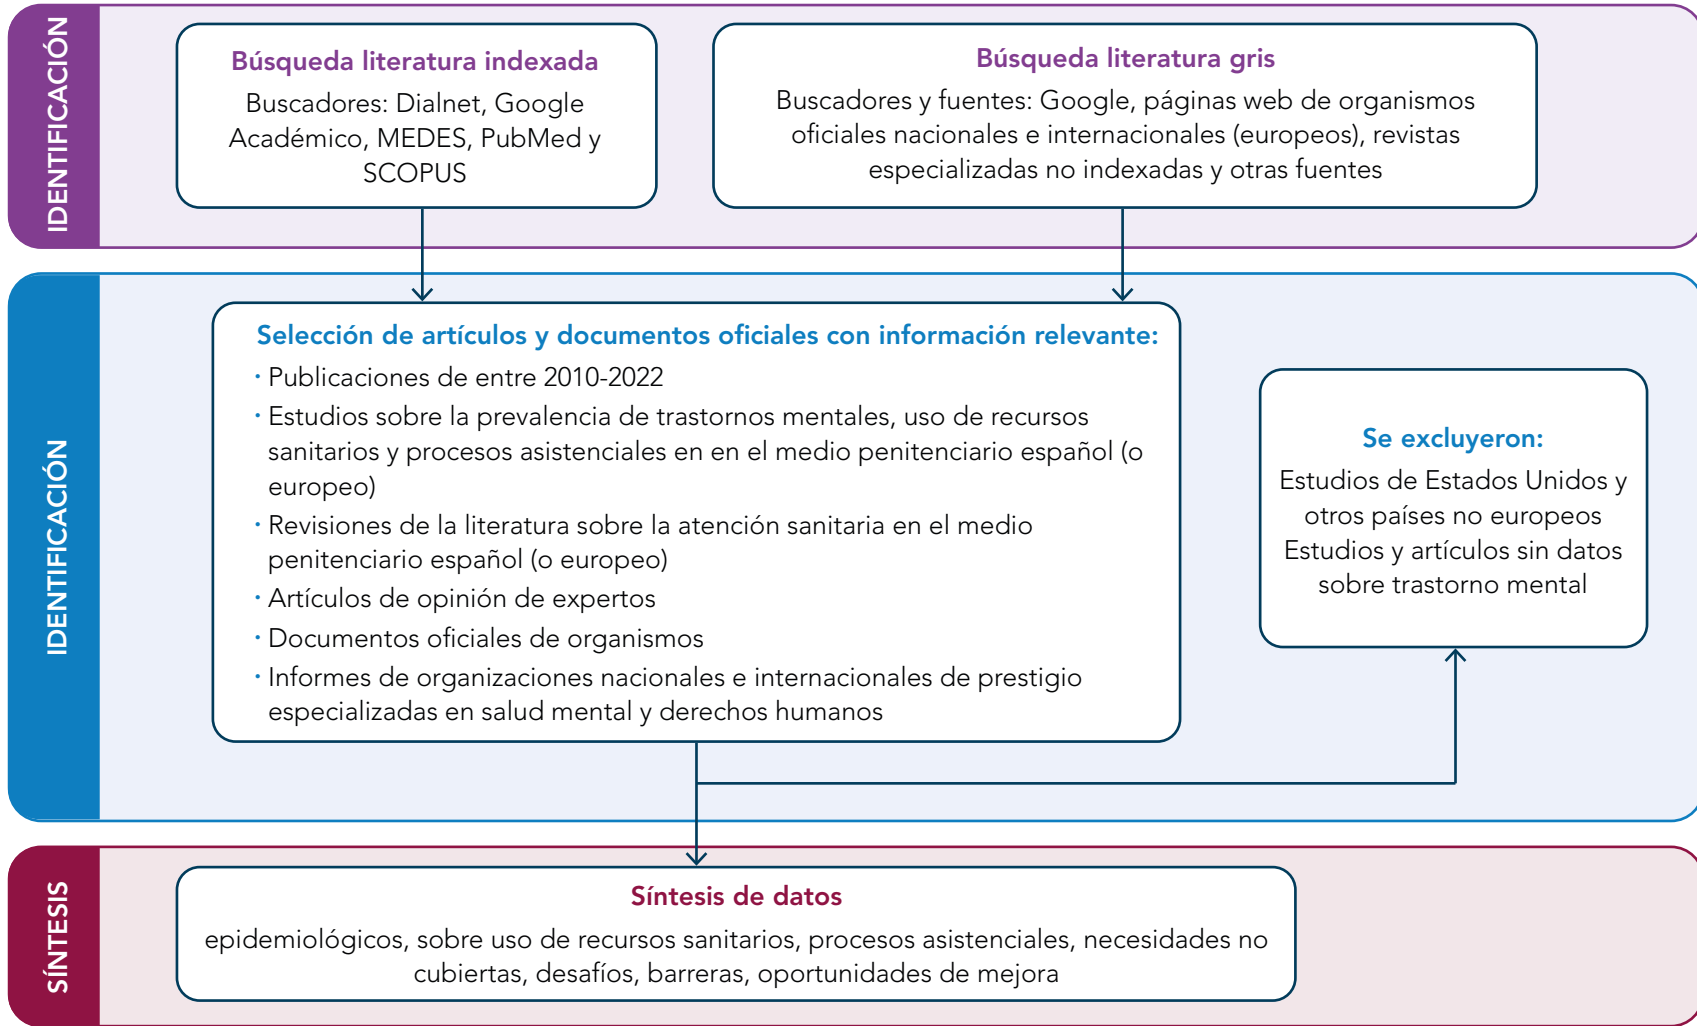 IDENTIFICACIÓN
Búsqueda literatura indexada
Buscadores: Dialnet, Google
Académico, MEDES, PubMed y
SCOPUS
Búsqueda literatura gris
Buscadores y fuentes: Google, páginas web de organismos
oficiales nacionales e internacionales (europeos), revistas
especializadas no indexadas y otras fuentes
IDENTIFICACIÓN
Selección de artículos y documentos oficiales con información relevante:
· Publicaciones de entre 2010-2022
· Estudios sobre la prevalencia de trastornos mentales, uso de recursos
sanitarios y procesos asistenciales en en el medio penitenciario español (o
europeo)
· Revisiones de la literatura sobre la atención sanitaria en el medio
penitenciario español (o europeo)
· Artículos de opinión de expertos
· Documentos oficiales de organismos
· Informes de organizaciones nacionales e internacionales de prestigio
especializadas en salud mental y derechos humanos
Se excluyeron:
Estudios de Estados Unidos y
otros países no europeos
Estudios y artículos sin datos
sobre trastorno mental
SÍNTESIS
Síntesis de datos
epidemiológicos, sobre uso de recursos sanitarios, procesos asistenciales, necesidades no
cubiertas, desafíos, barreras, oportunidades de mejora